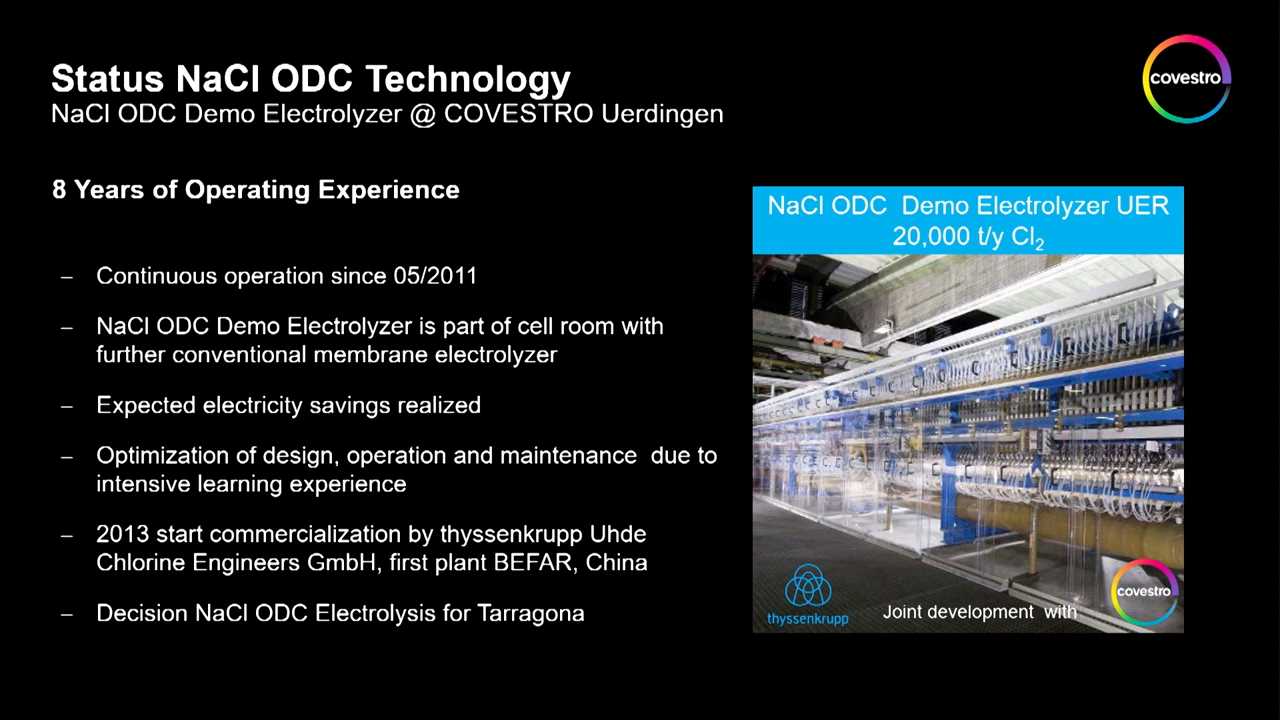 Status NaCl ODC Technology
NaCl ODC Demo Electrolyzer @ COVESTRO Uerdingen
covestro
8 Years of Operating Experience
– Continuous operation since 05/2011
– NaCl ODC Demo Electrolyzer is part of cell room with
further conventional membrane electrolyzer
– Expected electricity savings realized
– Optimization of design, operation and maintenance  due to
intensive learning experience
– 2013 start commercialization by thyssenkrupp Uhde
Chlorine Engineers GmbH, first plant BEFAR, China
– Decision NaCl ODC Electrolysis for Tarragona
NaCl ODC  Demo Electrolyzer UER
20,000 t/y Cl₂
thyssenkrupp
Joint development  with
covestro